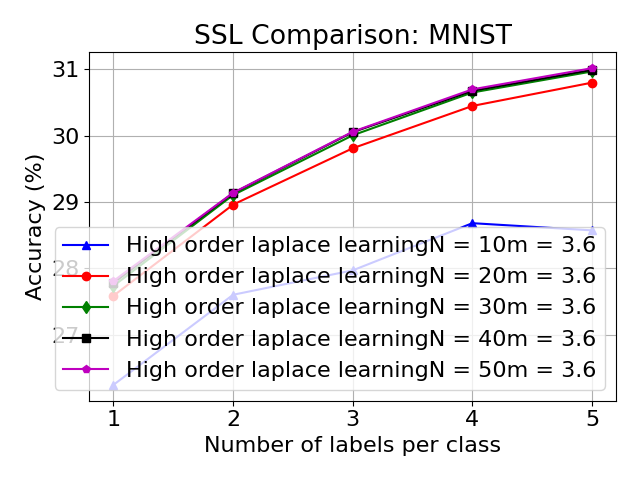 SSL Comparison: MNIST
Accuracy (%)
31
30
29
28
27
High order laplace learningN = 10m = 3.6
High order laplace learningN = 20m = 3.6
High order laplace learningN = 30m = 3.6
High order laplace learningN = 40m = 3.6
High order laplace learningN = 50m = 3.6
1 2 3 4 5
Number of labels per class